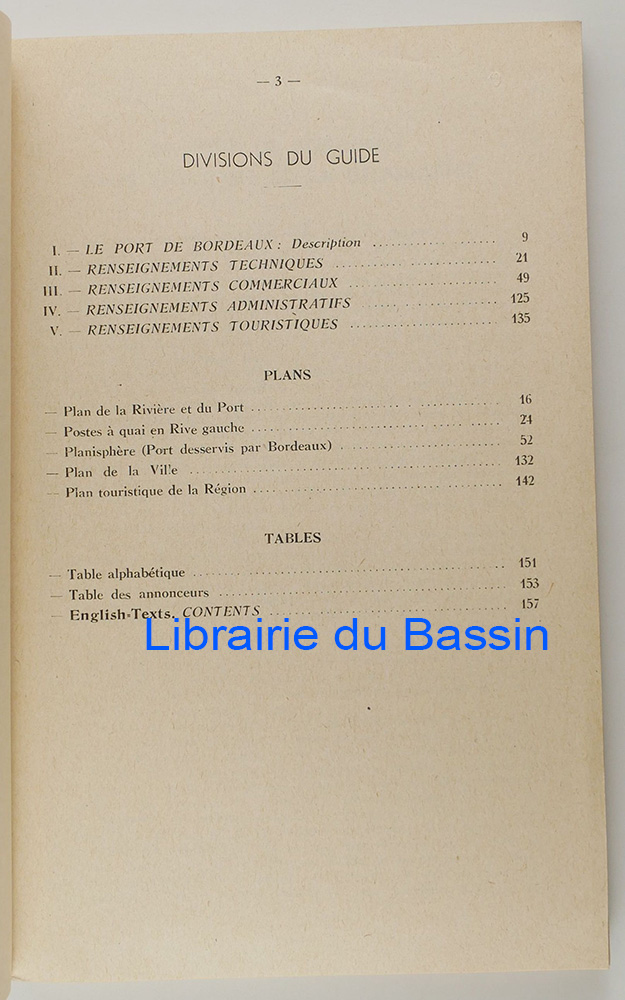 — 3 —
DIVISIONS DU GUIDE
I. — LE PORT DE BORDEAUX : Description .................... 9
II. — RENSEIGNEMENTS TECHNIQUES .................... 21
III. — RENSEIGNEMENTS COMMERCIAUX .................... 49
IV. — RENSEIGNEMENTS ADMINISTRATIFS .................... 125
V. — RENSEIGNEMENTS TOURISTIQUES .................... 135
PLANS
— Plan de la Rivière et du Port .................... 16
— Postes à quai en Rive gauche .................... 24
— Planisphère (Port desservis par Bordeaux) .................... 52
— Plan de la Ville .................... 132
— Plan touristique de la Région .................... 142
TABLES
— Table alphabétique .................... 151
— Table des annonceurs .................... 153
— English-Texts. CONTENTS .................... 157
Librairie du Bassin